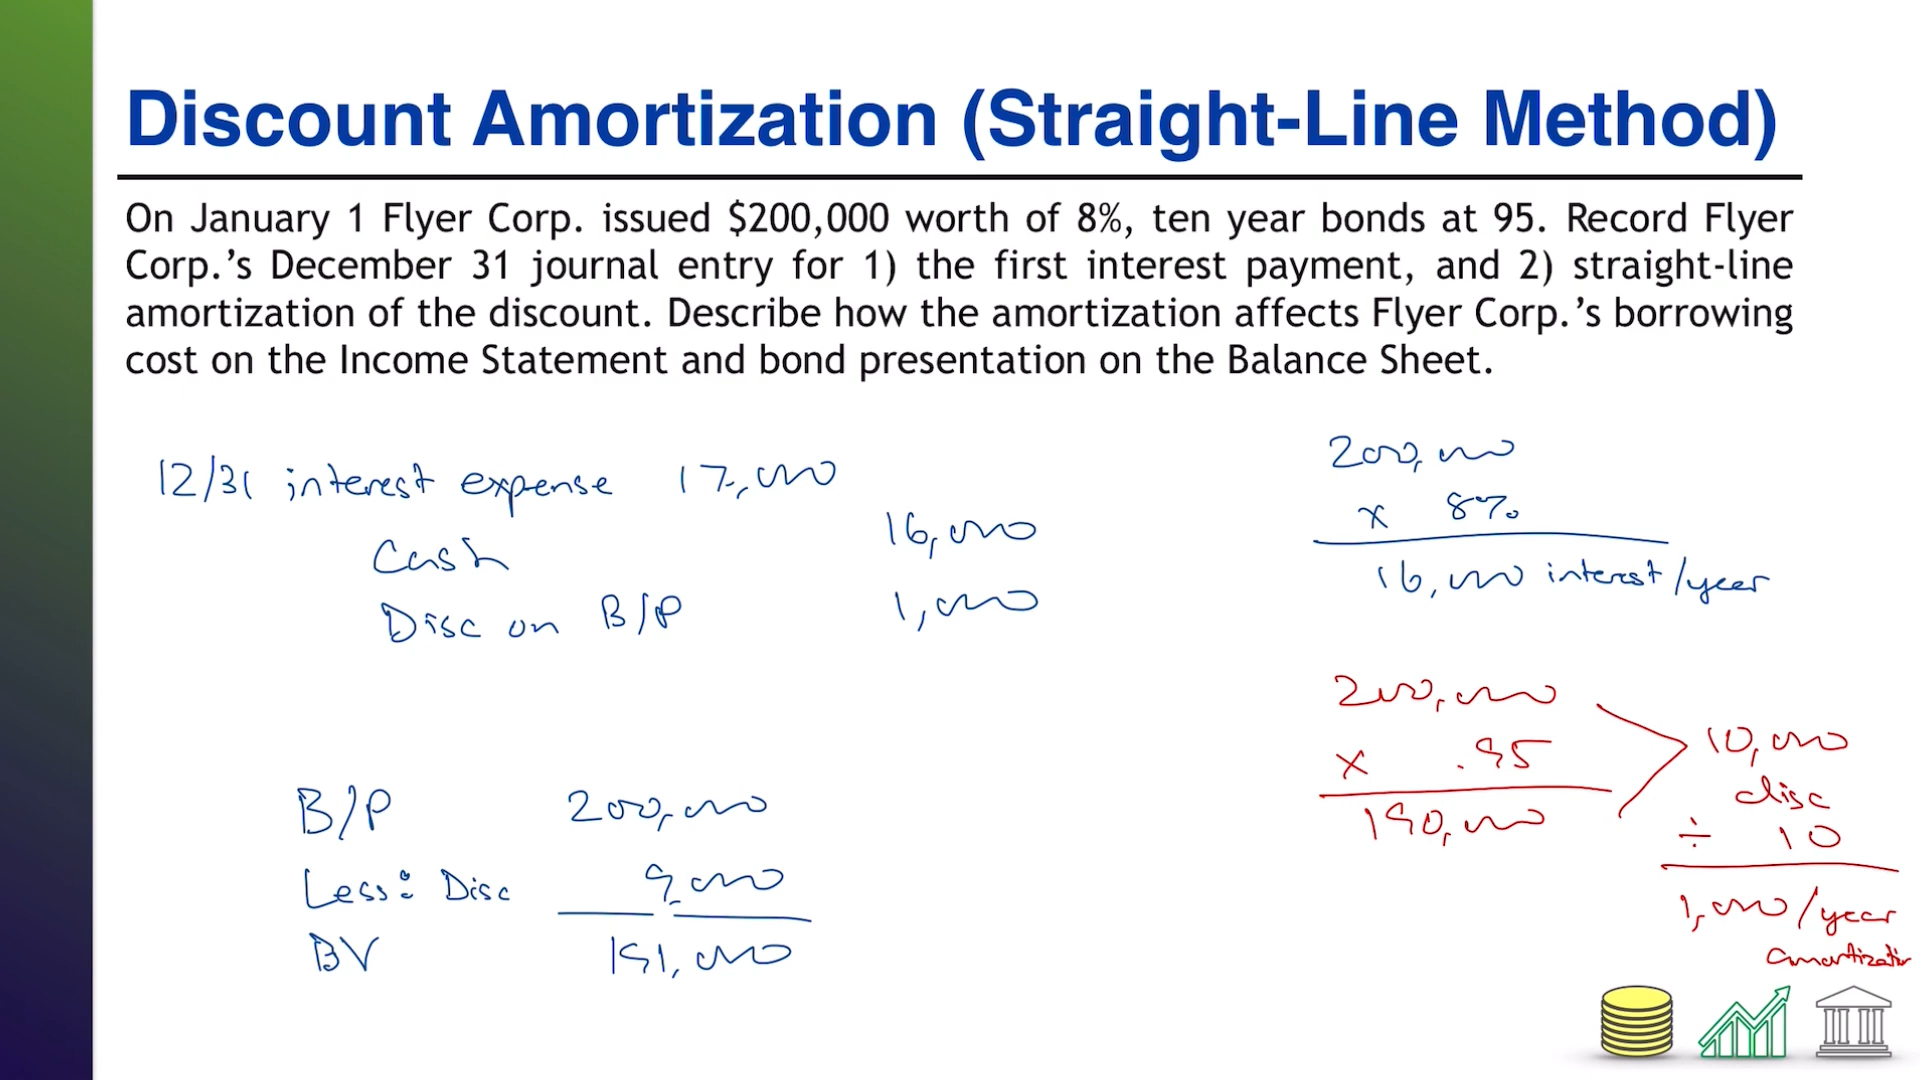 Discount Amortization (Straight-Line Method)
On January 1 Flyer Corp. issued $200,000 worth of 8%, ten year bonds at 95. Record Flyer
Corp.’s December 31 journal entry for 1) the first interest payment, and 2) straight-line
amortization of the discount. Describe how the amortization affects Flyer Corp.’s borrowing
cost on the Income Statement and bond presentation on the Balance Sheet.
12/31 interest expense 17,000
Cash 16,000
Disc on B/P 1,000
B/P 200,000
Less: Disc 9,000
BV 191,000
200,000
x 8%
16,000 interest/year
200,000
x .95
190,000
10,000
disc
÷ 10
1,000/year
amortization